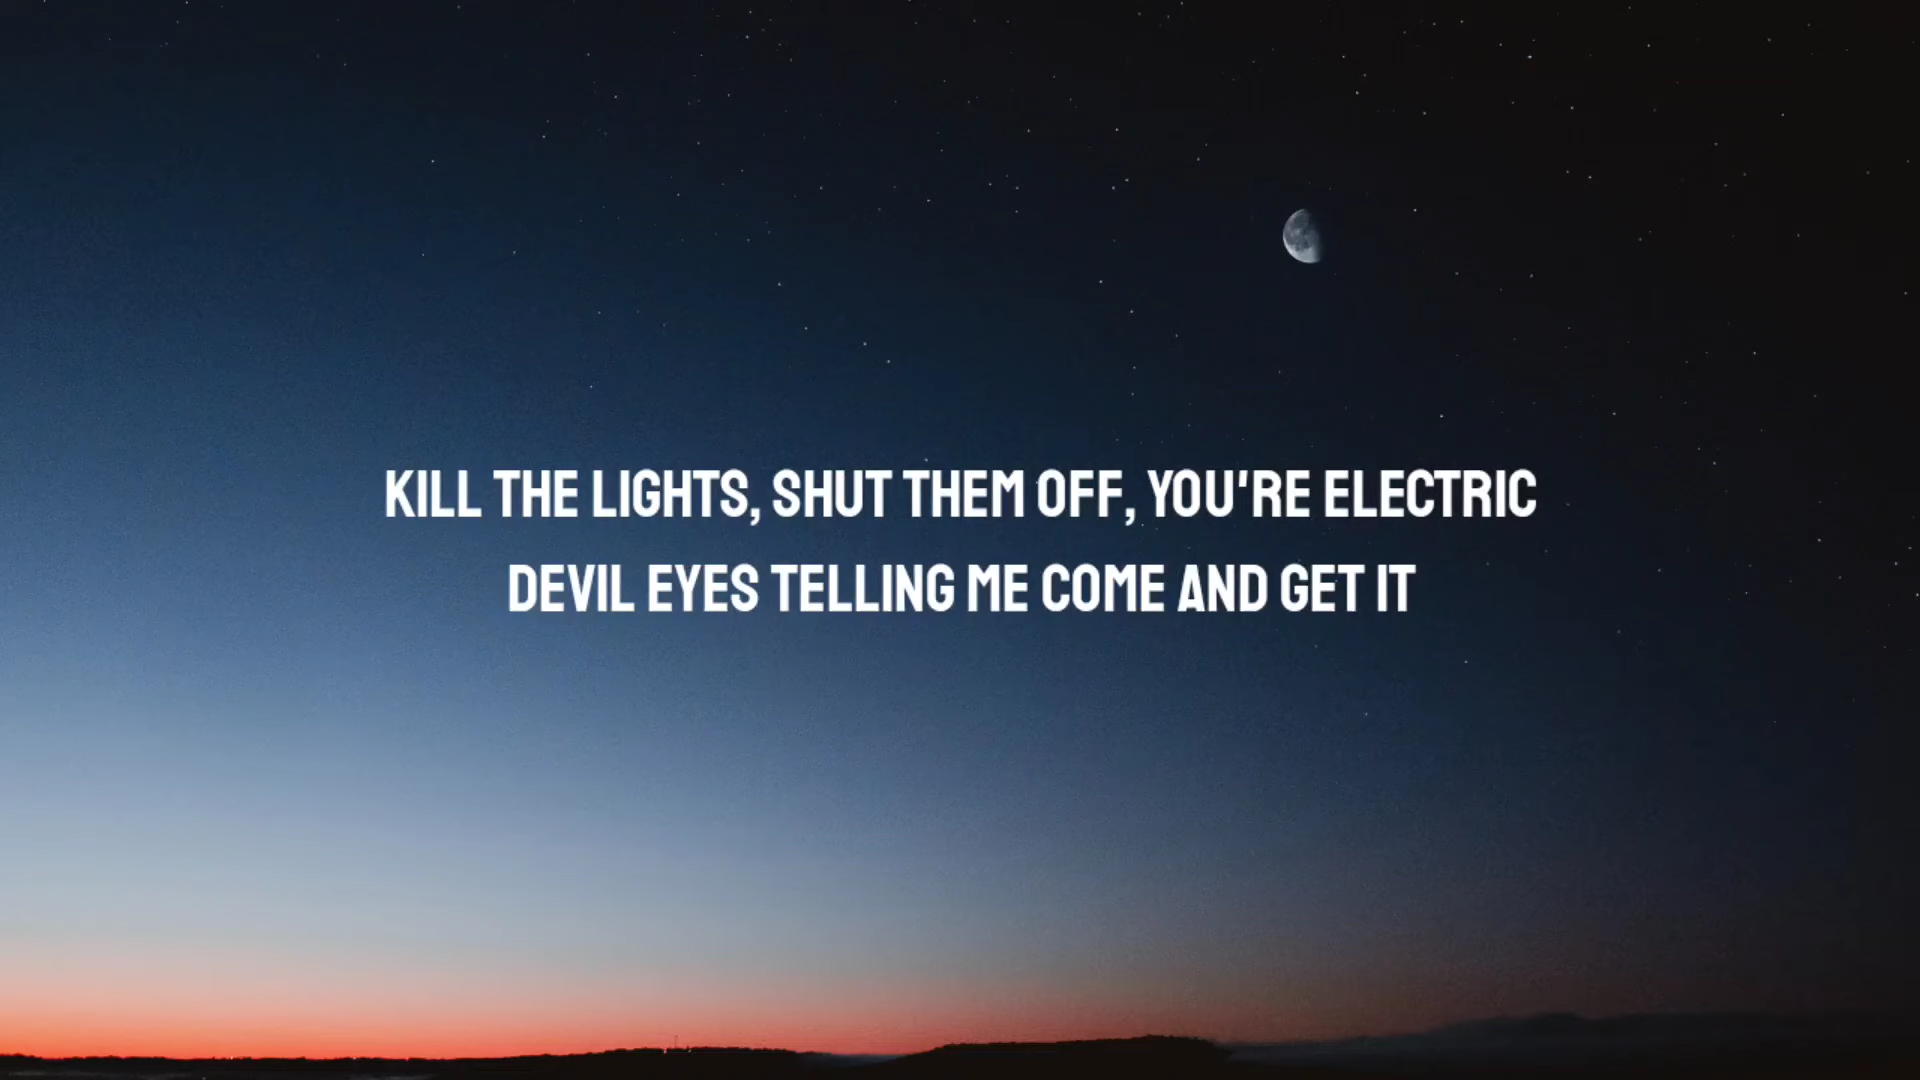 KILL THE LIGHTS, SHUT THEM OFF, YOU'RE ELECTRIC
DEVIL EYES TELLING ME COME AND GET IT